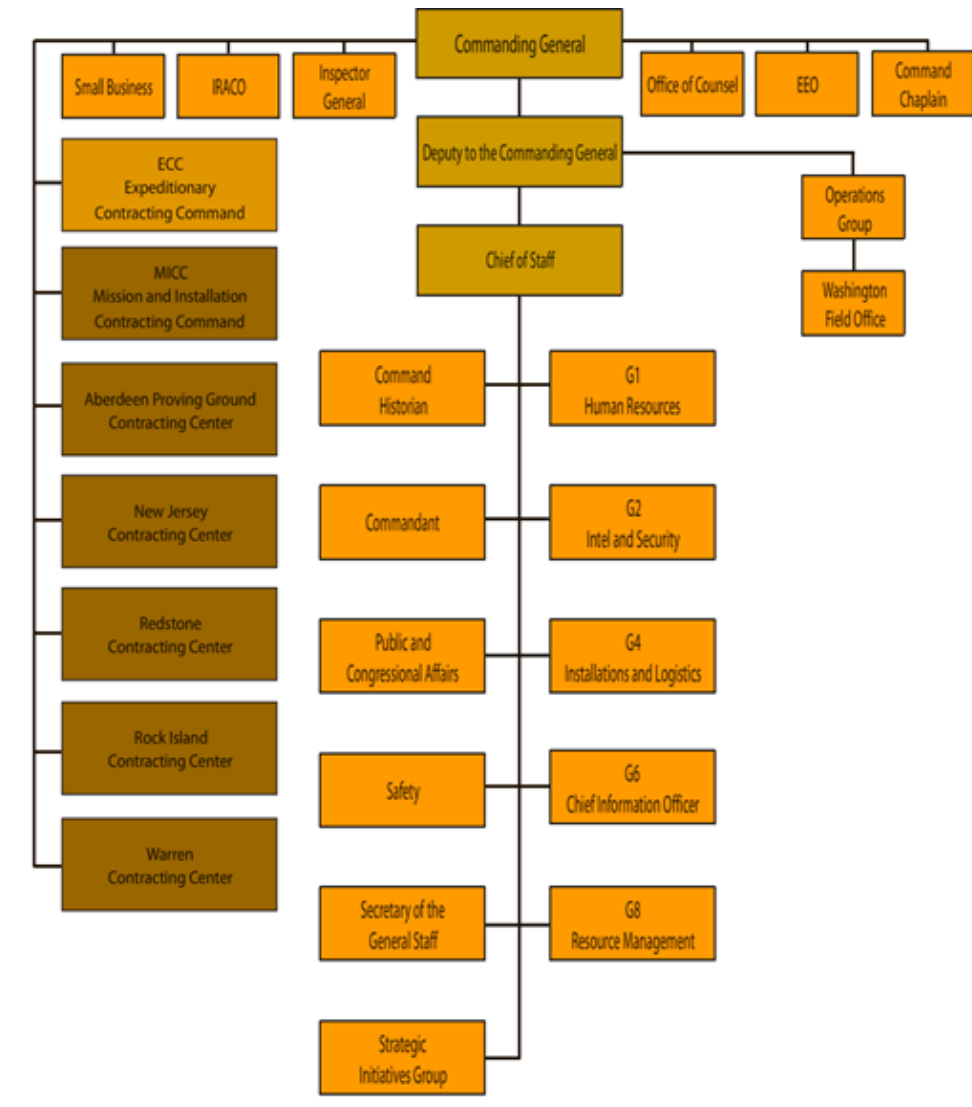 Commanding General
Small Business
IRACO
Inspector
General
Office of Counsel
EEO
Command
Chaplain
Deputy to the Commanding General
Operations
Group
Washington
Field Office
Chief of Staff
ECC
Expeditionary
Contracting Command
MICC
Mission and Installation
Contracting Command
Aberdeen Proving Ground
Contracting Center
New Jersey
Contracting Center
Redstone
Contracting Center
Rock Island
Contracting Center
Warren
Contracting Center
Command
Historian
G1
Human Resources
Commandant
G2
Intel and Security
Public and
Congressional Affairs
G4
Installations and Logistics
Safety
G6
Chief Information Officer
Secretary of the
General Staff
G8
Resource Management
Strategic
Initiatives Group